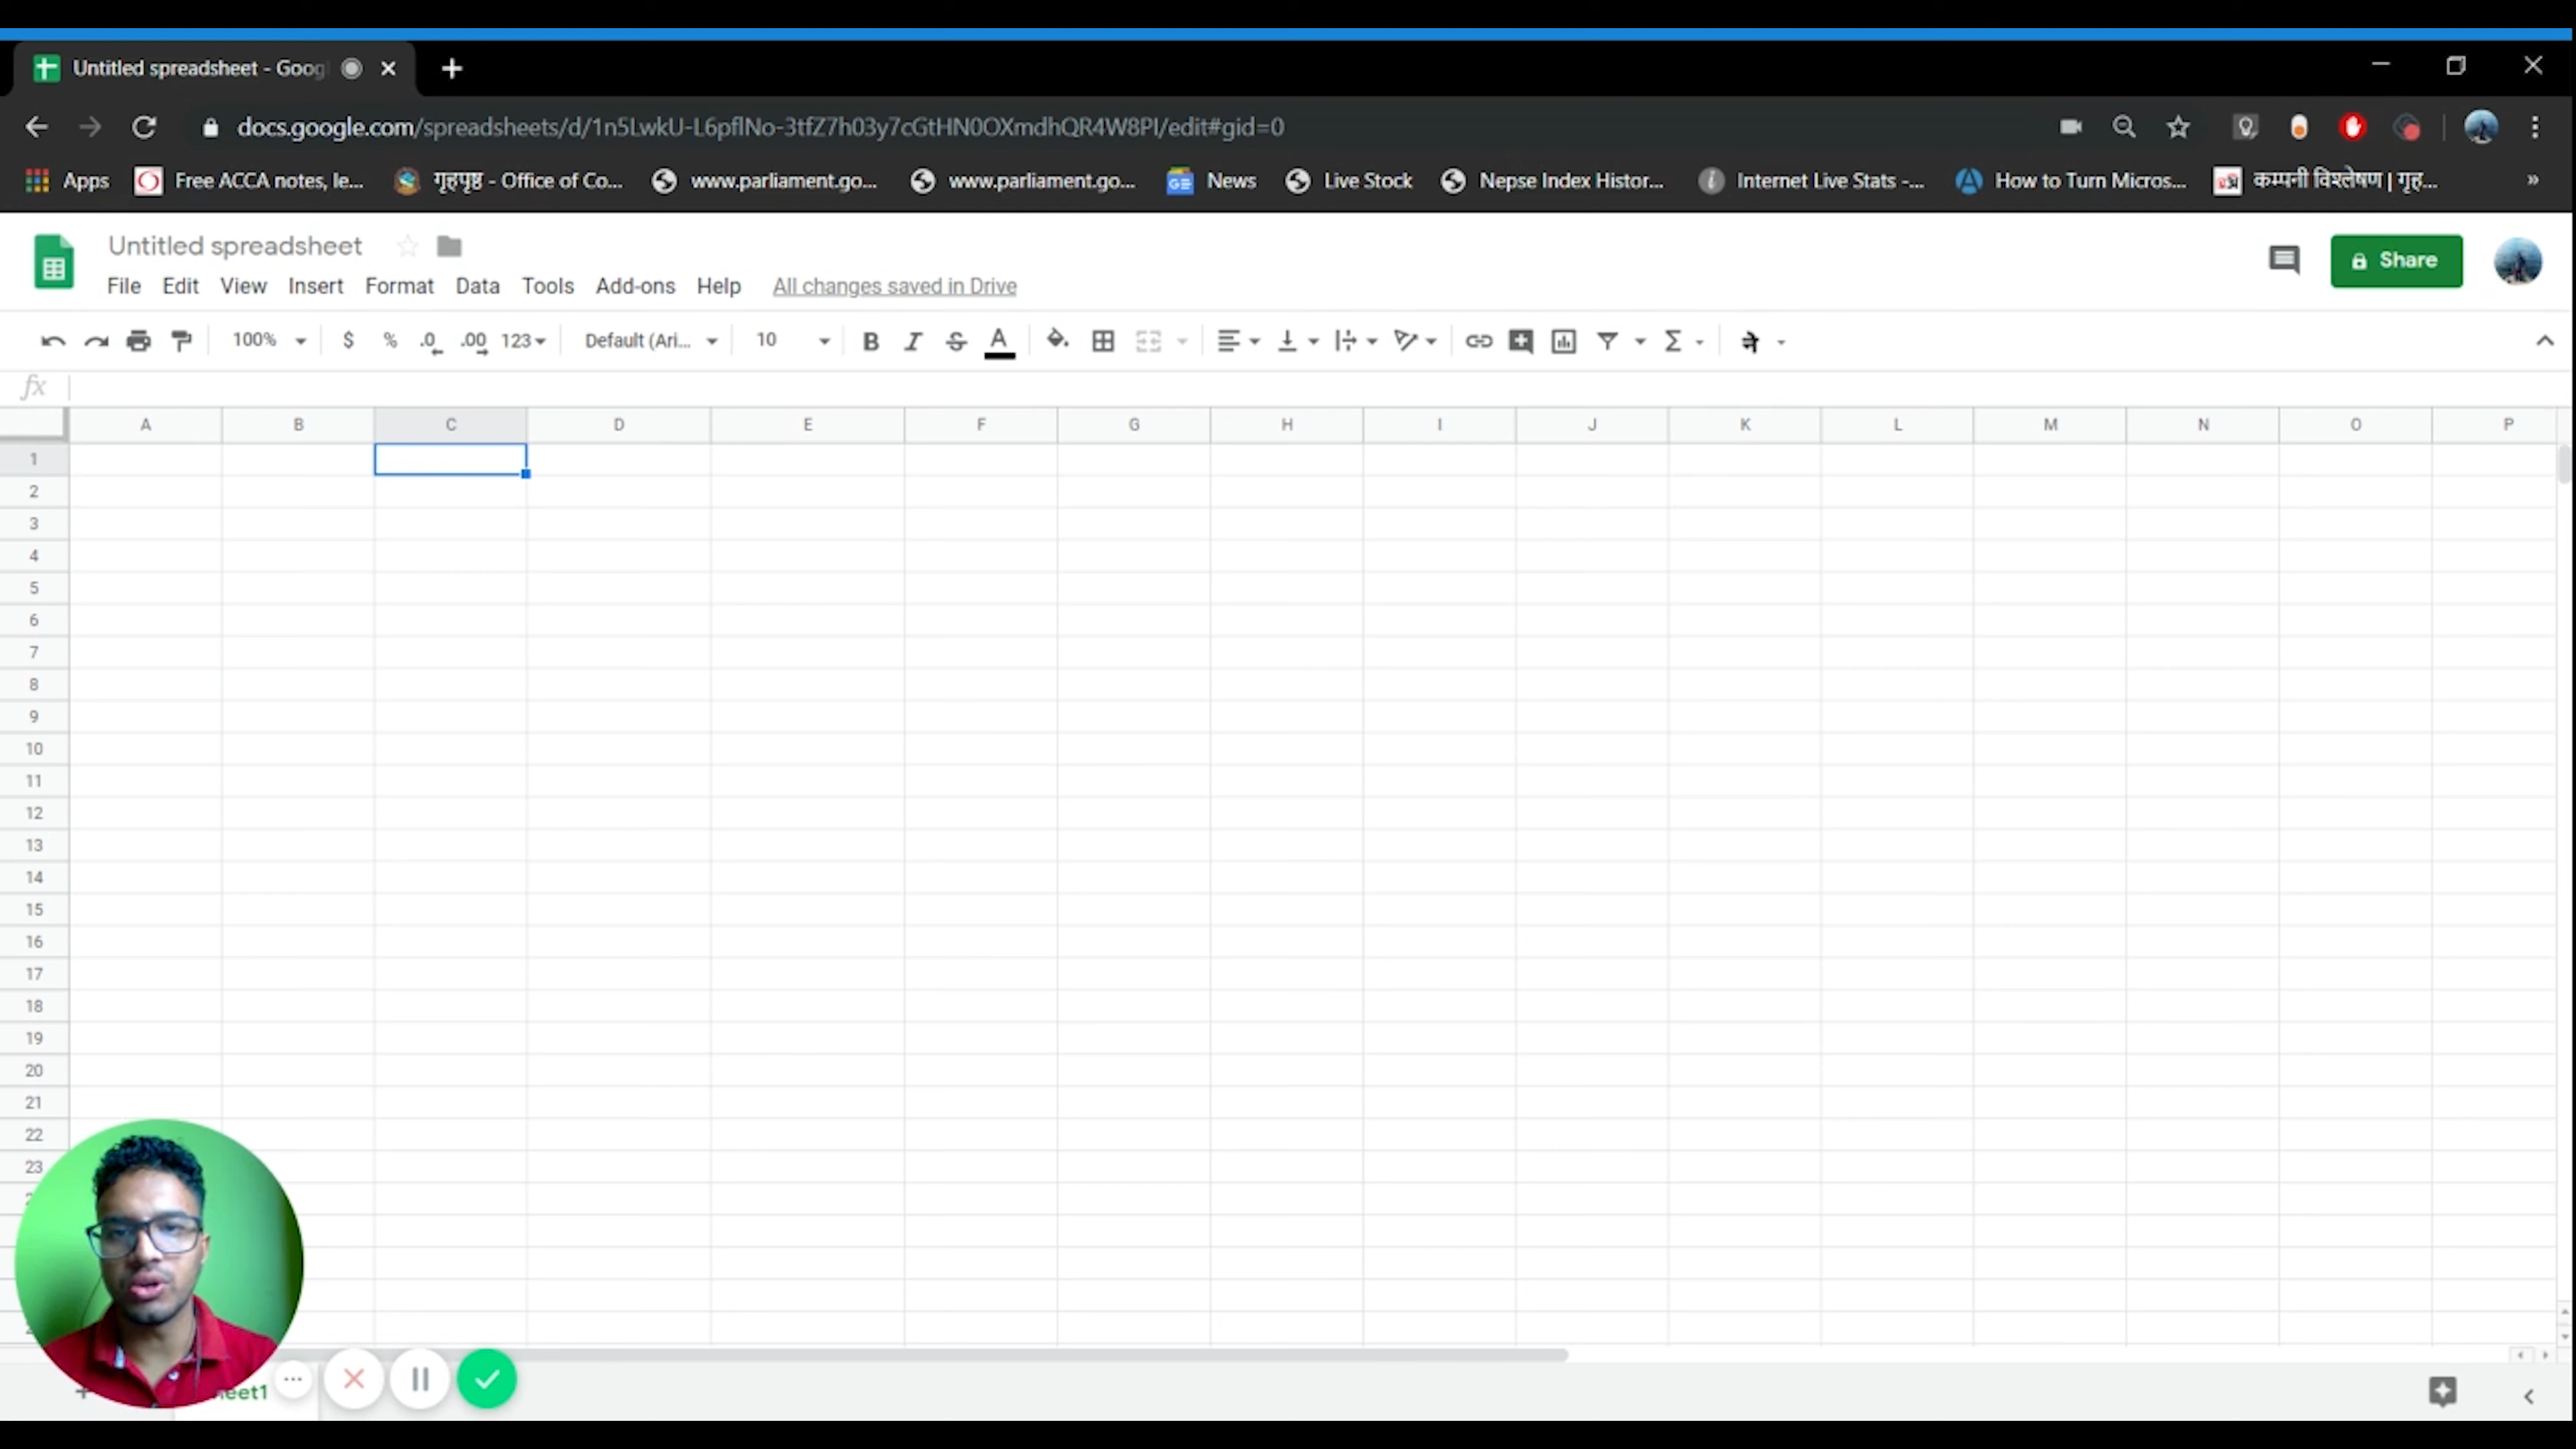 Untitled spreadsheet - Goog
docs.google.com/spreadsheets/d/1n5LwkU-L6pflNo-3tfZ7h03y7cGtHN0OXmdhQR4W8PI/edit#gid=0
Apps Free ACCA notes, le... गृहपृष्ठ - Office of Co... www.parliament.go... www.parliament.go... GE News Live Stock Nepse Index Histor... Internet Live Stats -... How to Turn Micros... कम्पनी विश्लेषण | गृह... »
Untitled spreadsheet
Share
File Edit View Insert Format Data Tools Add-ons Help All changes saved in Drive
100% $ % .0 .00 123 Default (Ari... 10 B I S A Σ ने
fx
A B C D E F G H I J K L M N O P
1
2
3
4
5
6
7
8
9
10
11
12
13
14
15
16
17
18
19
20
21
22
23
eet1